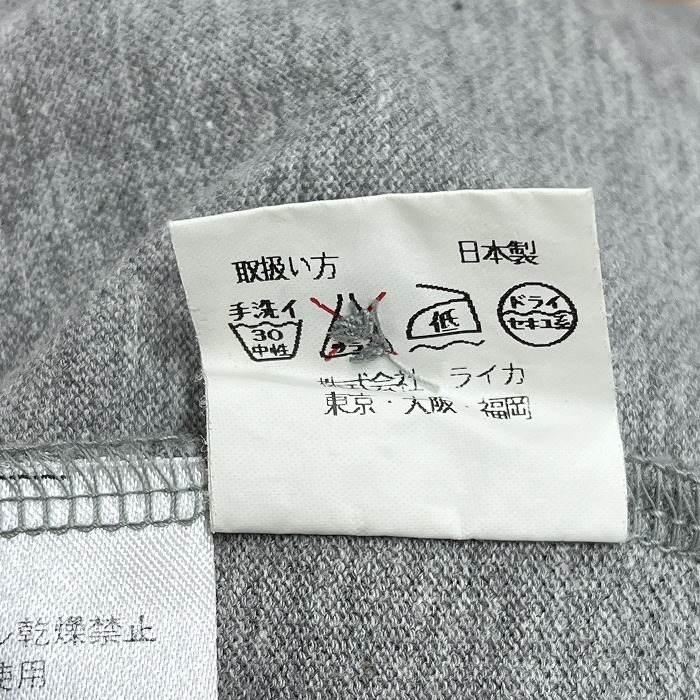 取扱い方
日本製
手洗イ
30
中性
低
ドライ
セキユ系
株式会社 ライカ
東京・大阪・福岡
乾燥禁止
使用